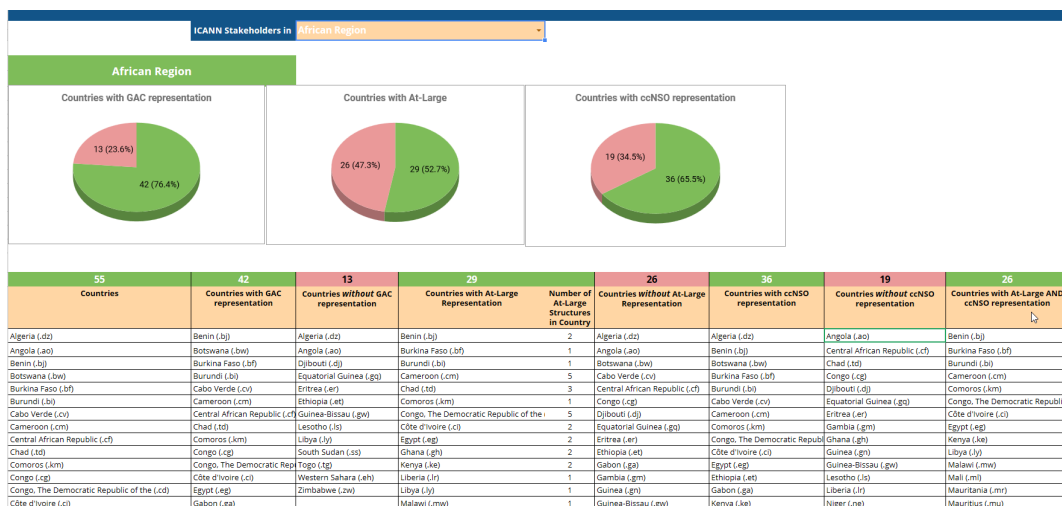 ICANN Stakeholders in African Region
African Region
Countries with GAC representation
13 (23.6%)
42 (76.4%)
Countries with At-Large
26 (47.3%)
29 (52.7%)
Countries with ccNSO representation
19 (34.5%)
36 (65.5%)
55 42 13 29 26 36 19 26
Countries
Countries with GAC
representation
Countries without GAC
representation
Countries with At-Large
Representation
Number of
At-Large
Structures
in Country
Countries without At-Large
Representation
Countries with ccNSO
representation
Countries without ccNSO
representation
Countries with At-Large AND
ccNSO representation
Algeria (.dz) Benin (.bj) Algeria (.dz) Benin (.bj) 2 Algeria (.dz) Algeria (.dz) Angola (.ao) Benin (.bj)
Angola (.ao) Botswana (.bw) Angola (.ao) Burkina Faso (.bf) 1 Angola (.ao) Benin (.bj) Central African Republic (.cf) Burkina Faso (.bf)
Benin (.bj) Burkina Faso (.bf) Djibouti (.dj) Burundi (.bi) 1 Botswana (.bw) Botswana (.bw) Chad (.td) Burundi (.bi)
Botswana (.bw) Burundi (.bi) Equatorial Guinea (.gq) Cameroon (.cm) 5 Cabo Verde (.cv) Burkina Faso (.bf) Congo (.cg) Cameroon (.cm)
Burkina Faso (.bf) Cabo Verde (.cv) Eritrea (.er) Chad (.td) 3 Central African Republic (.cf) Burundi (.bi) Djibouti (.dj) Comoros (.km)
Burundi (.bi) Cameroon (.cm) Ethiopia (.et) Comoros (.km) 1 Congo (.cg) Cabo Verde (.cv) Equatorial Guinea (.gq) Congo, The Democratic Republi
Cabo Verde (.cv) Central African Republic (.cf) Guinea-Bissau (.gw) Congo, The Democratic Republic of the ( 5 Djibouti (.dj) Cameroon (.cm) Eritrea (.er) Côte d'Ivoire (.ci)
Cameroon (.cm) Chad (.td) Lesotho (.ls) Côte d'Ivoire (.ci) 2 Equatorial Guinea (.gq) Comoros (.km) Gambia (.gm) Egypt (.eg)
Central African Republic (.cf) Comoros (.km) Libya (.ly) Egypt (.eg) 2 Eritrea (.er) Congo, The Democratic Republ Ghana (.gh) Kenya (.ke)
Chad (.td) Congo (.cg) South Sudan (.ss) Ghana (.gh) 2 Ethiopia (.et) Côte d'Ivoire (.ci) Guinea (.gn) Libya (.ly)
Comoros (.km) Congo, The Democratic Rep Togo (.tg) Kenya (.ke) 2 Gabon (.ga) Egypt (.eg) Guinea-Bissau (.gw) Malawi (.mw)
Congo (.cg) Côte d'Ivoire (.ci) Western Sahara (.eh) Liberia (.lr) 1 Gambia (.gm) Ethiopia (.et) Lesotho (.ls) Mali (.ml)
Congo, The Democratic Republic of the (.cd) Egypt (.eg) Zimbabwe (.zw) Libya (.ly) 1 Guinea (.gn) Gabon (.ga) Liberia (.lr) Mauritania (.mr)
Côte d'Ivoire (.ci) Gabon (.ga) Malawi (.mw) 1 Guinea-Bissau (.gw) Kenya (.ke) Niger (.ne) Mauritius (.mu)